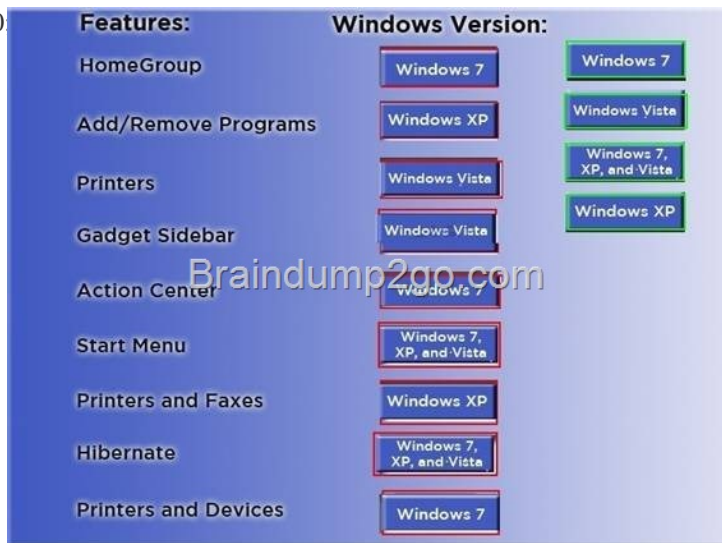 Features: Windows Version:
HomeGroup Windows 7 Windows 7
Add/Remove Programs Windows XP Windows Vista
Printers Windows Vista Windows 7,
XP, and Vista
Gadget Sidebar Windows Vista Windows XP
Braindump2go.com
Action Center Windows 7
Start Menu Windows 7,
XP, and Vista
Printers and Faxes Windows XP
Hibernate Windows 7,
XP, and Vista
Printers and Devices Windows 7